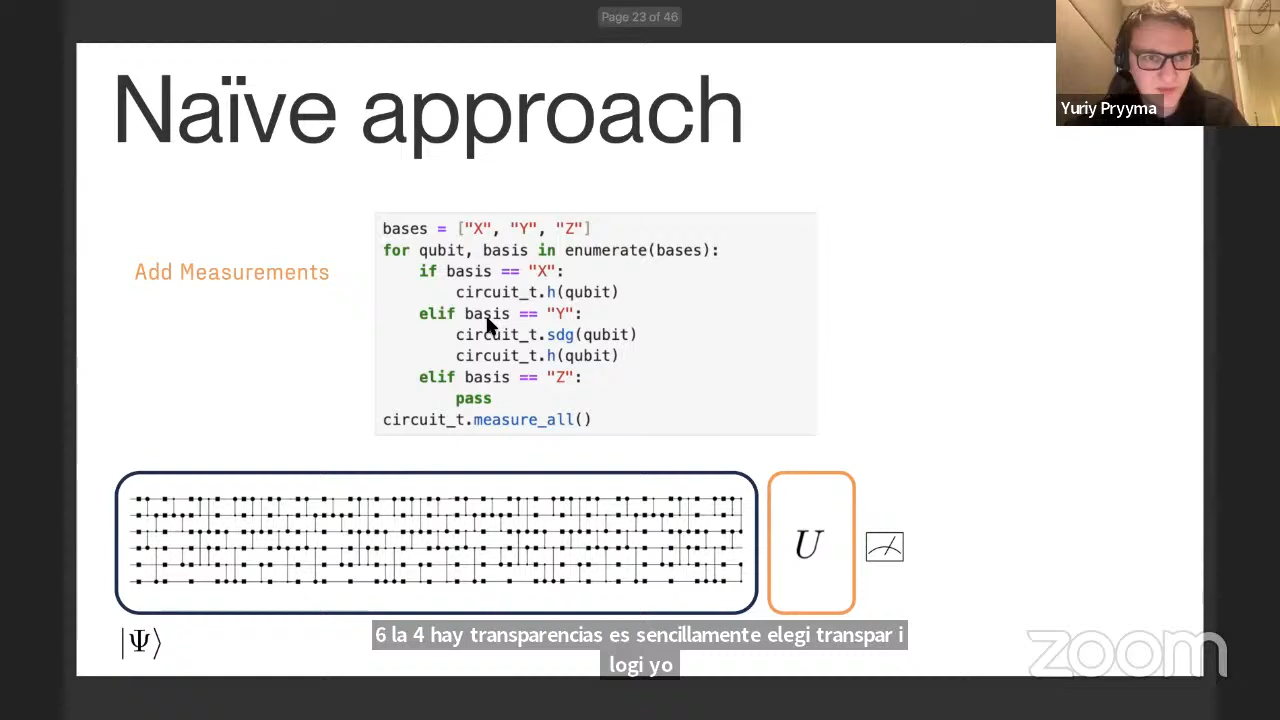 Page 23 of 46
Naïve approach
Yuriy Pryyma
Add Measurements
bases = ["X", "Y", "Z"]
for qubit, basis in enumerate(bases):
    if basis == "X":
        circuit_t.h(qubit)
    elif basis == "Y":
        circuit_t.sdg(qubit)
        circuit_t.h(qubit)
    elif basis == "Z":
        pass
circuit_t.measure_all()
U
|Ψ⟩
6 la 4 hay transparencias es sencillamente elegi transpar i
logi yo
zoom